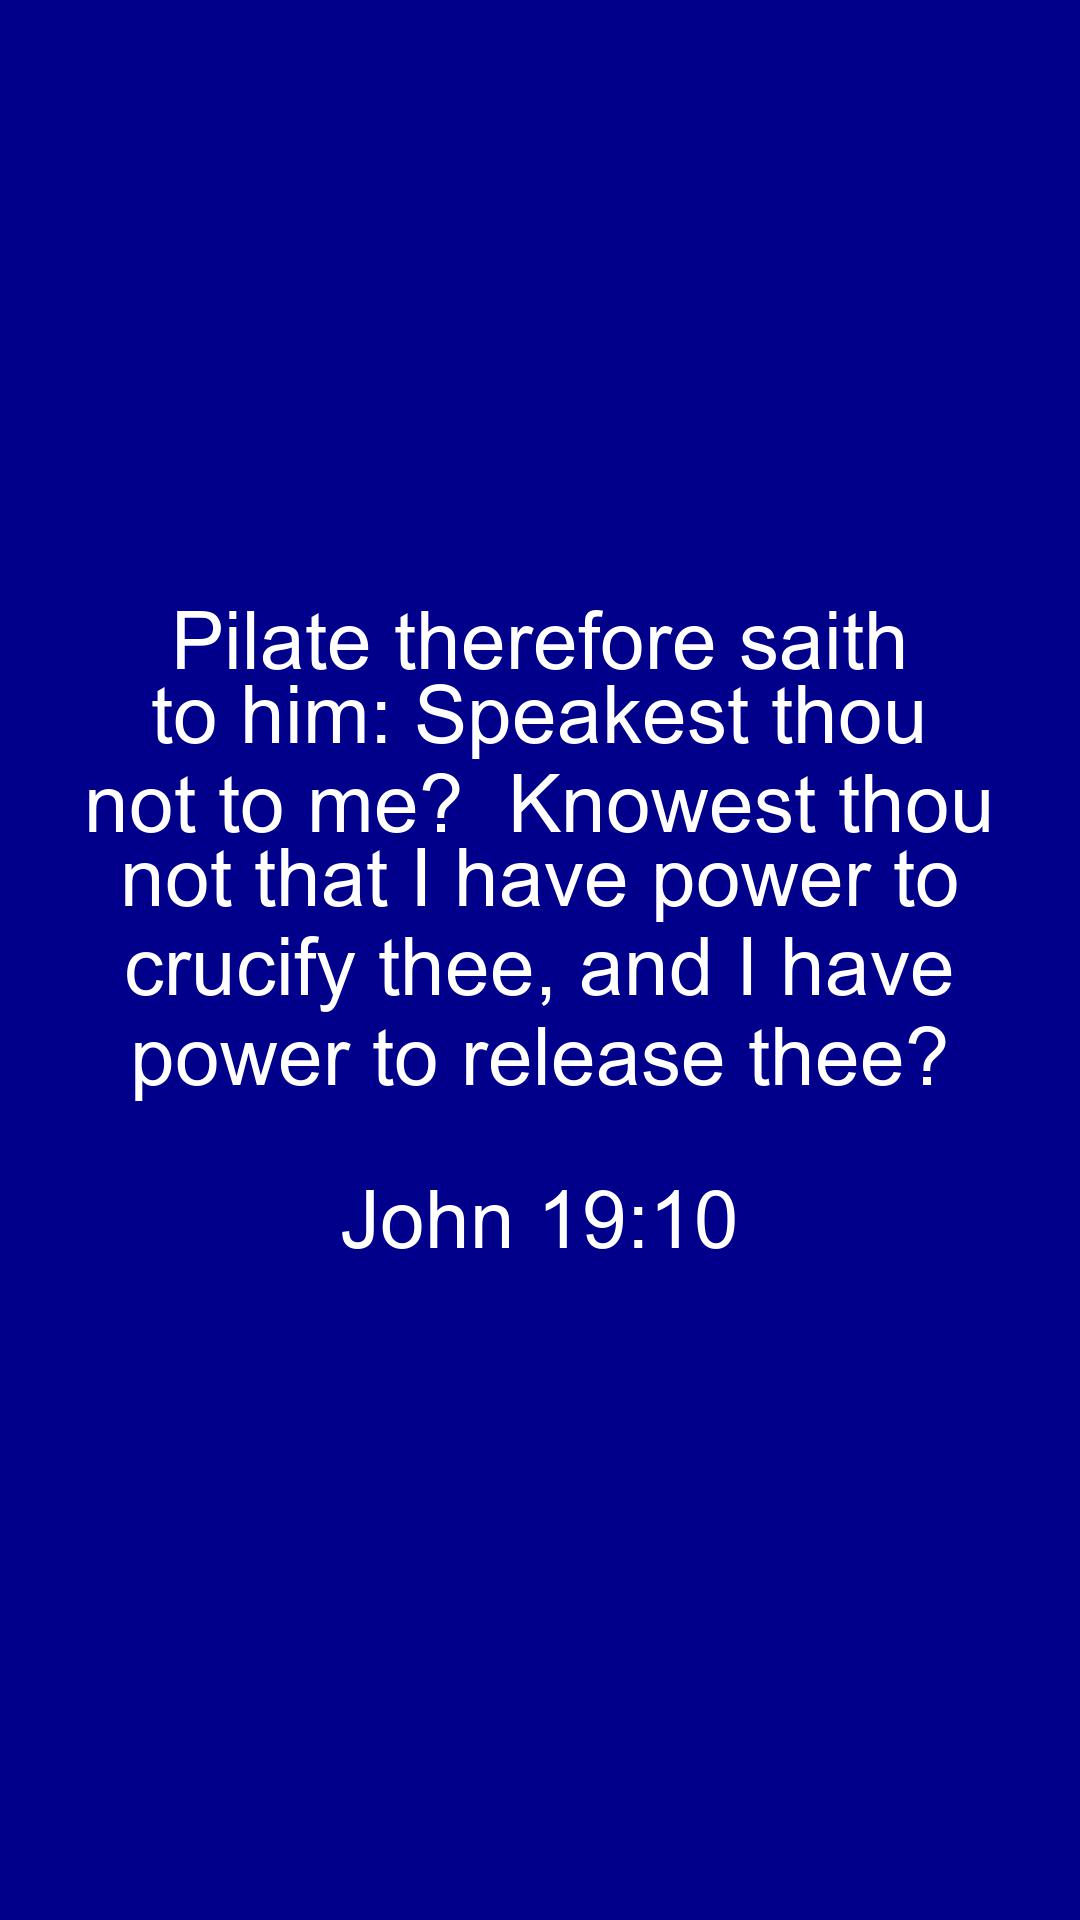 Pilate therefore saith
to him: Speakest thou
not to me?  Knowest thou
not that I have power to
crucify thee, and I have
power to release thee?
John 19:10